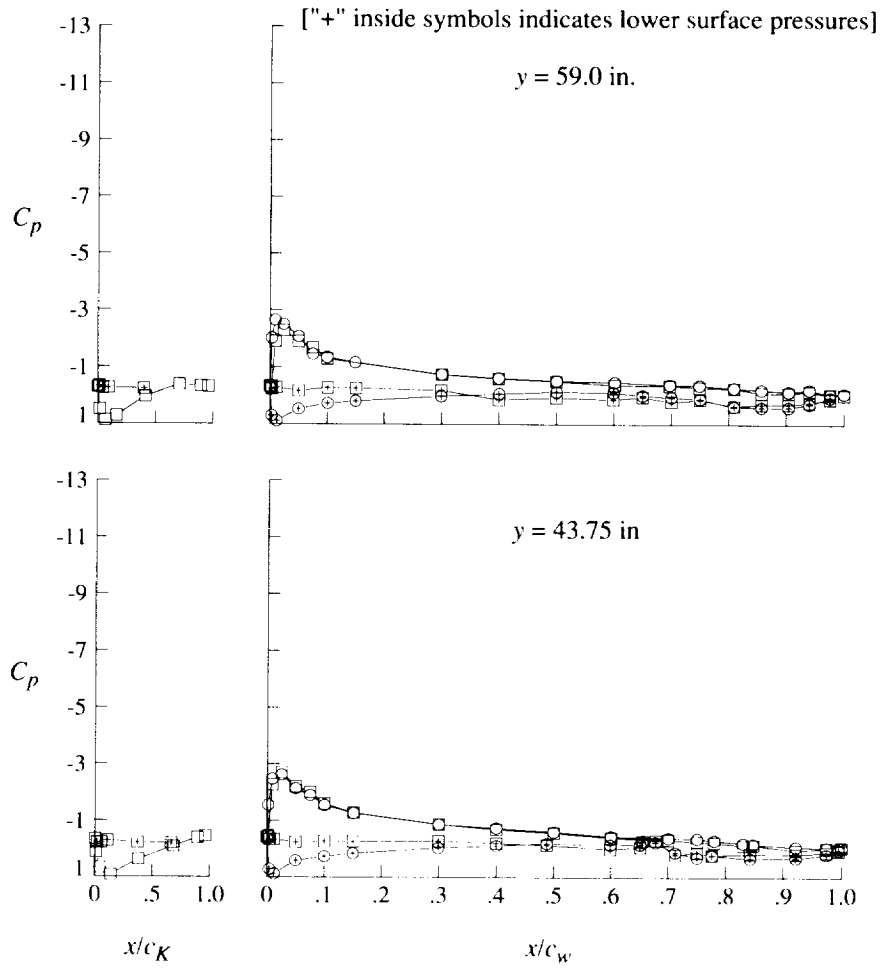 ["+" inside symbols indicates lower surface pressures]
y = 59.0 in.
-13
-11
-9
-7
-5
-3
-1
1
C_p
y = 43.75 in
-13
-11
-9
-7
-5
-3
-1
1
C_p
0 .5 1.0
x/c_K
0 .1 .2 .3 .4 .5 .6 .7 .8 .9 1.0
x/c_w